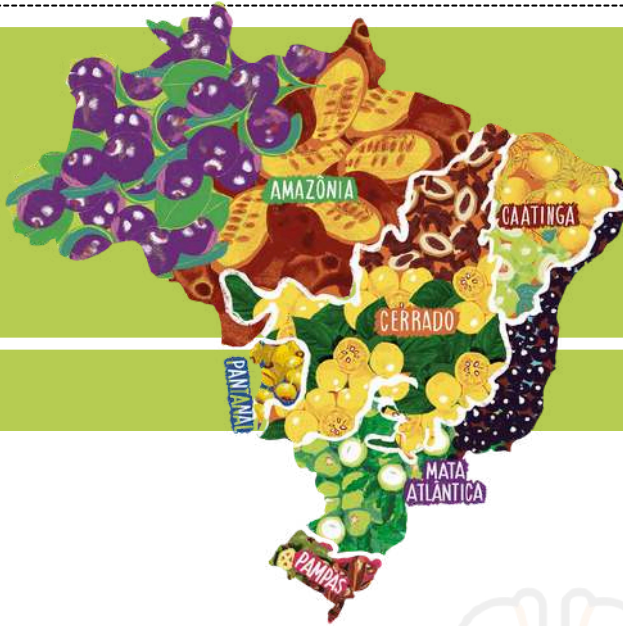 AMAZÔNIA
CAATINGA
CERRADO
PANTANAL
MATA
ATLÂNTICA
PAMPAS